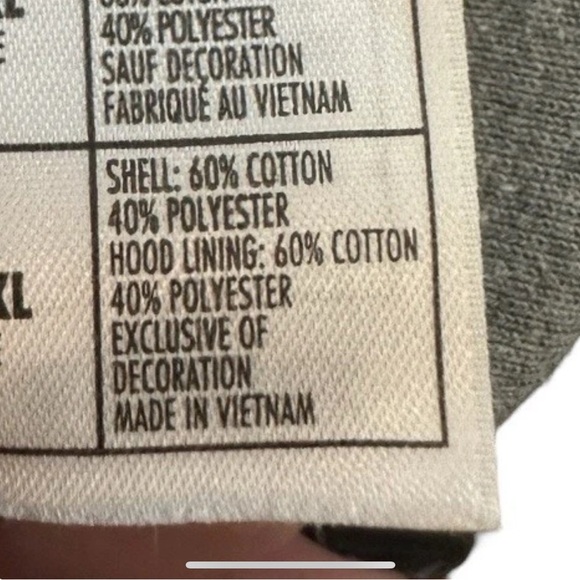 40% POLYESTER
SAUF DECORATION
FABRIQUÉ AU VIETNAM
SHELL: 60% COTTON
40% POLYESTER
HOOD LINING: 60% COTTON
XL
40% POLYESTER
EXCLUSIVE OF
DECORATION
MADE IN VIETNAM